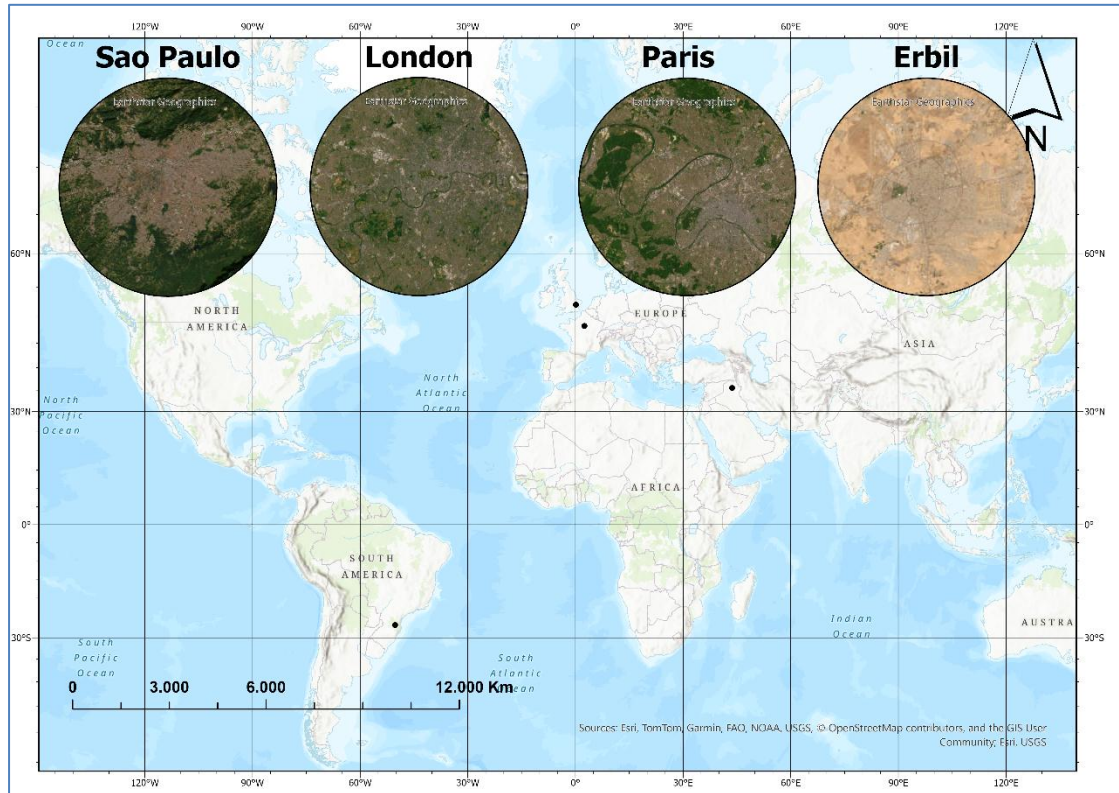 120°W 90°W 60°W 30°W 0° 30°E 60°E 90°E 120°E
Ocean
Sao Paulo London Paris Erbil
Earthstar Geographics Earthstar Geographics Earthstar Geographics Earthstar Geographics
N
60°N 60°N
NORTH
AMERICA
EUROPE
ASIA
North
Atlantic
Ocean
North
Pacific
Ocean
30°N 30°N
AFRICA
0° 0°
SOUTH
AMERICA
Indian
Ocean
AUSTRA
30°S 30°S
South
Pacific
Ocean
South
Atlantic
Ocean
0 3.000 6.000 12.000 Km
Sources: Esri, TomTom, Garmin, FAO, NOAA, USGS, © OpenStreetMap contributors, and the GIS User
Community; Esri, USGS
120°W 90°W 60°W 30°W 0° 30°E 60°E 90°E 120°E